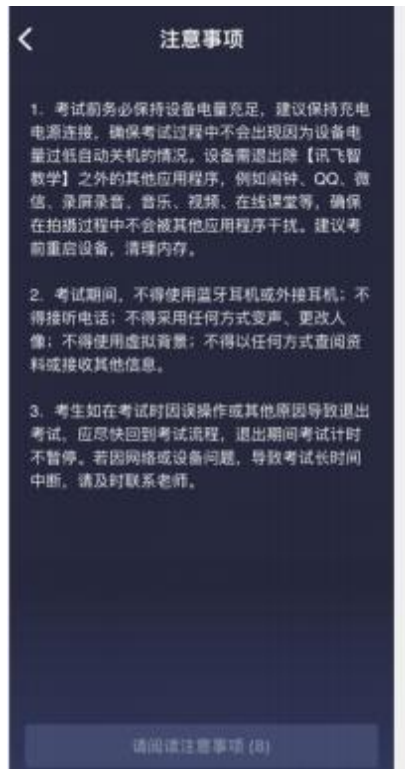 注意事项
1. 考试前务必保持设备电量充足，建议保持充电
电源连接，确保考试过程中不会出现因为设备电
量过低自动关机的情况。设备需退出除【讯飞智
教学】之外的其他应用程序，例如闹钟、QQ、微
信、录屏录音、音乐、视频、在线课堂等，确保
在拍摄过程中不会被其他应用程序干扰。建议考
前重启设备，清理内存。
2. 考试期间，不得使用蓝牙耳机或外接耳机；不
得接听电话；不得采用任何方式变声、更改人
像；不得使用虚拟背景；不得以任何方式查阅资
料或接收其他信息。
3. 考生如在考试时因误操作或其他原因导致退出
考试，应尽快回到考试流程，退出期间考试计时
不暂停。若因网络或设备问题，导致考试长时间
中断，请及时联系老师。
请阅读注意事项 (8)